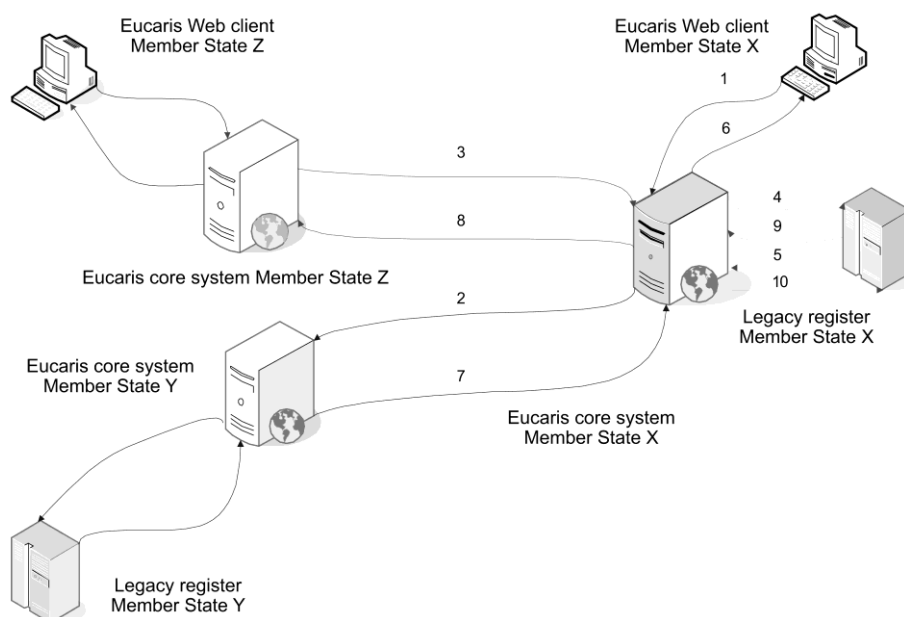 Eucaris Web client
Member State Z
Eucaris Web client
Member State X
1
6
3
4
8
9
5
10
Eucaris core system Member State Z
2
Legacy register
Member State X
Eucaris core system
Member State Y
7
Eucaris core system
Member State X
Legacy register
Member State Y